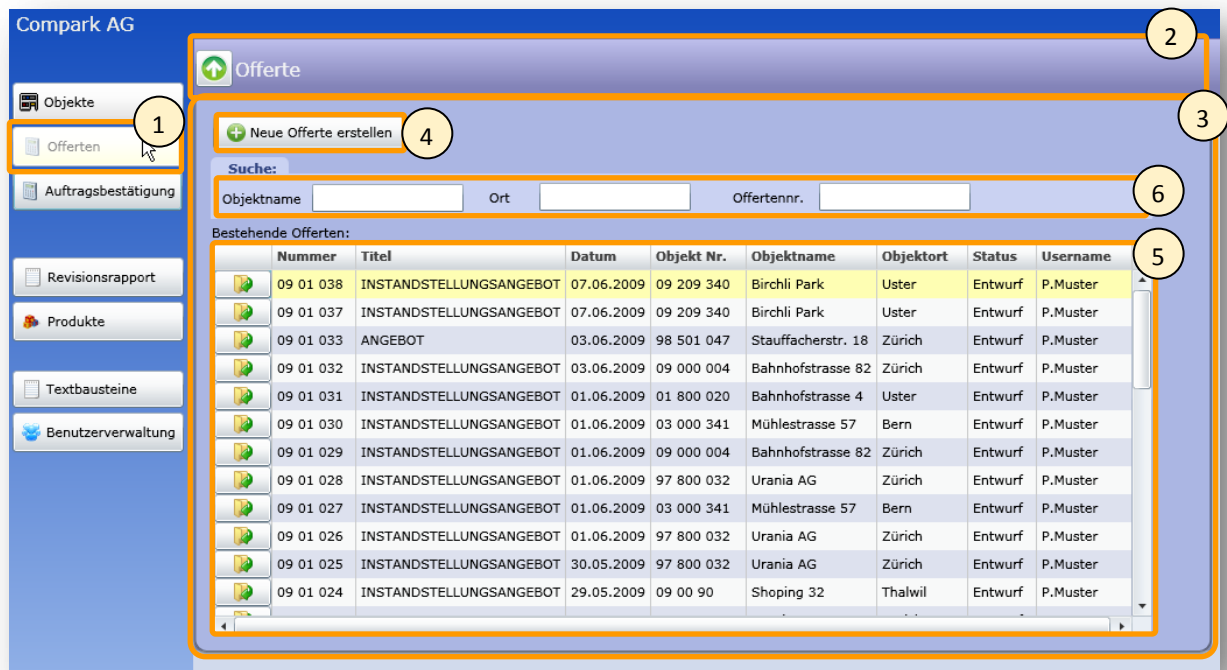 Compark AG
2
Offerte
3
Objekte
1
Offerten
Auftragsbestätigung
Revisionsrapport
Produkte
Textbausteine
Benutzerverwaltung
Neue Offerte erstellen
4
Suche:
Objektname Ort Offertennr.
6
Bestehende Offerten:
5
Nummer Titel Datum Objekt Nr. Objektname Objektort Status Username
09 01 038 INSTANDSTELLUNGSANGEBOT 07.06.2009 09 209 340 Birchli Park Uster Entwurf P.Muster
09 01 037 INSTANDSTELLUNGSANGEBOT 07.06.2009 09 209 340 Birchli Park Uster Entwurf P.Muster
09 01 033 ANGEBOT 03.06.2009 98 501 047 Stauffacherstr. 18 Zürich Entwurf P.Muster
09 01 032 INSTANDSTELLUNGSANGEBOT 03.06.2009 09 000 004 Bahnhofstrasse 82 Zürich Entwurf P.Muster
09 01 031 INSTANDSTELLUNGSANGEBOT 01.06.2009 01 800 020 Bahnhofstrasse 4 Uster Entwurf P.Muster
09 01 030 INSTANDSTELLUNGSANGEBOT 01.06.2009 03 000 341 Mühlestrasse 57 Bern Entwurf P.Muster
09 01 029 INSTANDSTELLUNGSANGEBOT 01.06.2009 09 000 004 Bahnhofstrasse 82 Zürich Entwurf P.Muster
09 01 028 INSTANDSTELLUNGSANGEBOT 01.06.2009 97 800 032 Urania AG Zürich Entwurf P.Muster
09 01 027 INSTANDSTELLUNGSANGEBOT 01.06.2009 03 000 341 Mühlestrasse 57 Bern Entwurf P.Muster
09 01 026 INSTANDSTELLUNGSANGEBOT 01.06.2009 97 800 032 Urania AG Zürich Entwurf P.Muster
09 01 025 INSTANDSTELLUNGSANGEBOT 30.05.2009 97 800 032 Urania AG Zürich Entwurf P.Muster
09 01 024 INSTANDSTELLUNGSANGEBOT 29.05.2009 09 00 90 Shoping 32 Thalwil Entwurf P.Muster